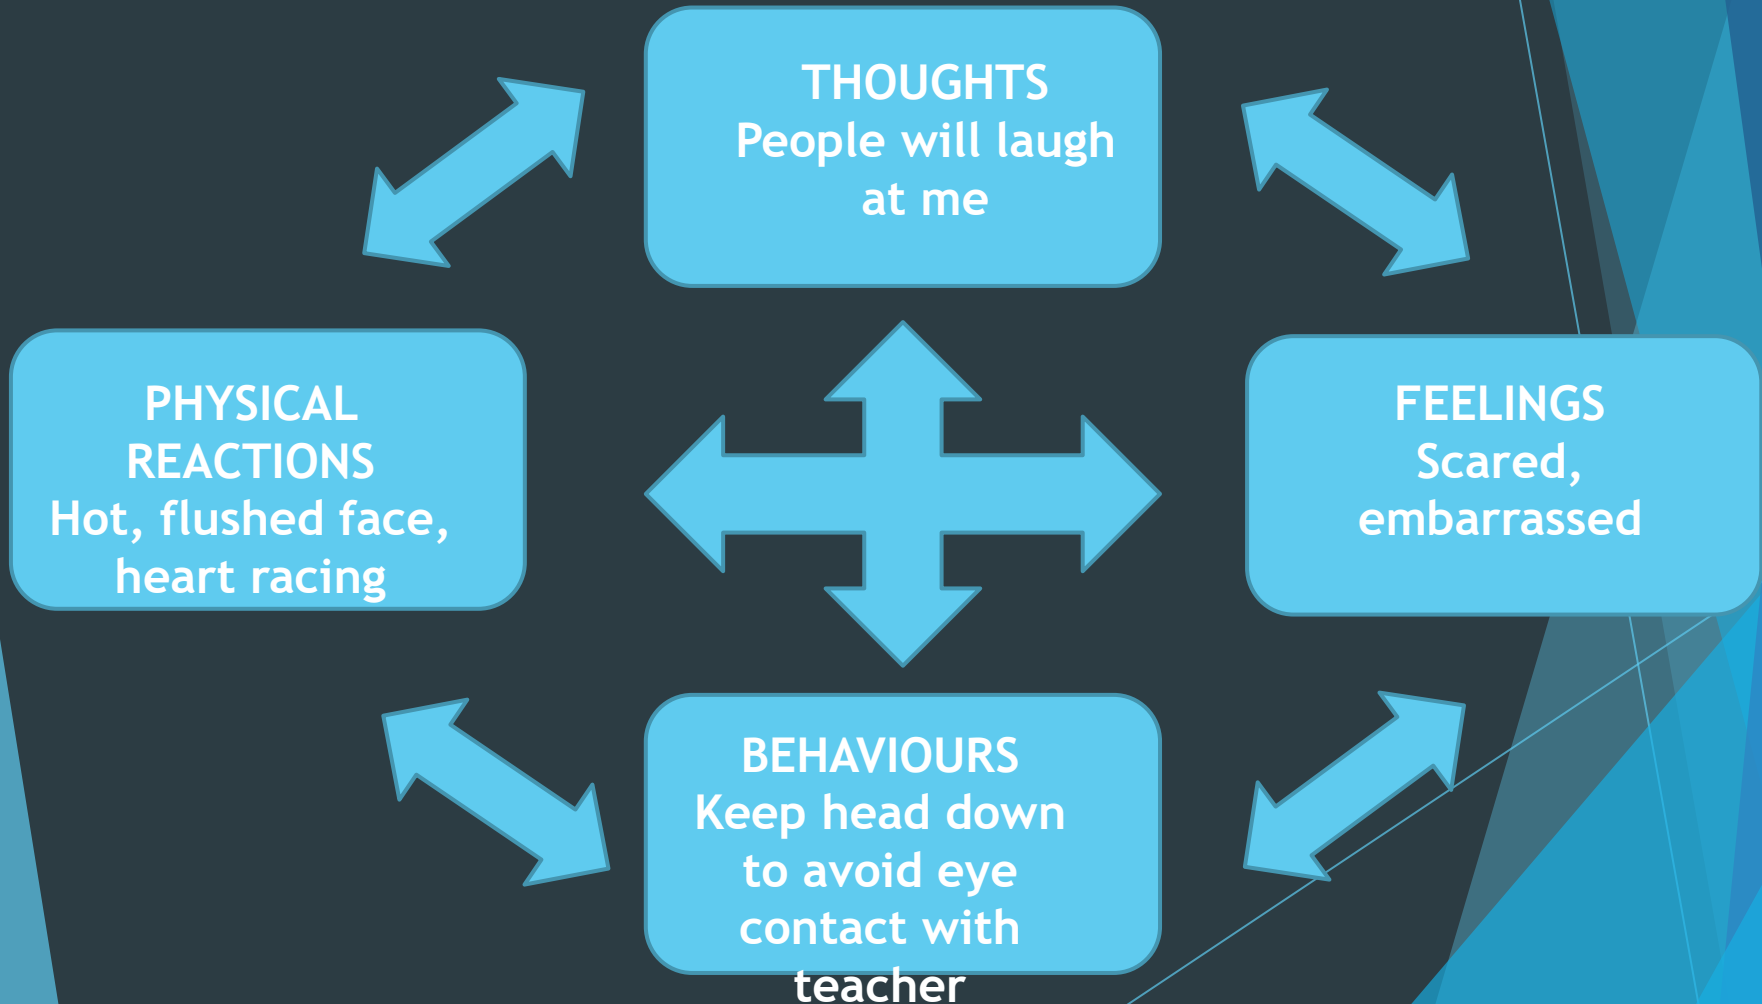 THOUGHTS
People will laugh
at me
PHYSICAL
REACTIONS
Hot, flushed face,
heart racing
FEELINGS
Scared,
embarrassed
BEHAVIOURS
Keep head down
to avoid eye
contact with
teacher